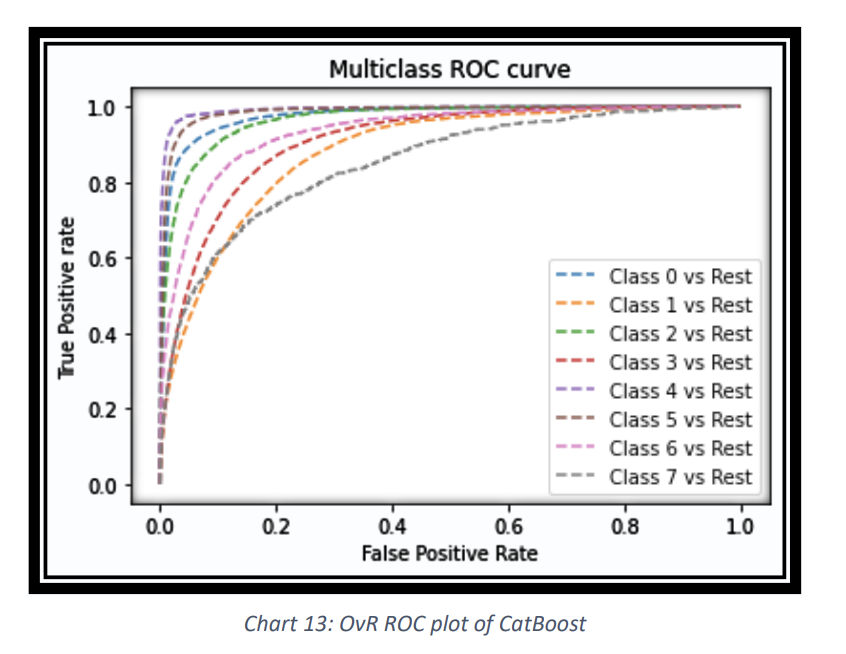 Multiclass ROC curve
True Positive rate
1.0
0.8
0.6
0.4
0.2
0.0
Class 0 vs Rest
Class 1 vs Rest
Class 2 vs Rest
Class 3 vs Rest
Class 4 vs Rest
Class 5 vs Rest
Class 6 vs Rest
Class 7 vs Rest
0.0 0.2 0.4 0.6 0.8 1.0
False Positive Rate
Chart 13: OvR ROC plot of CatBoost